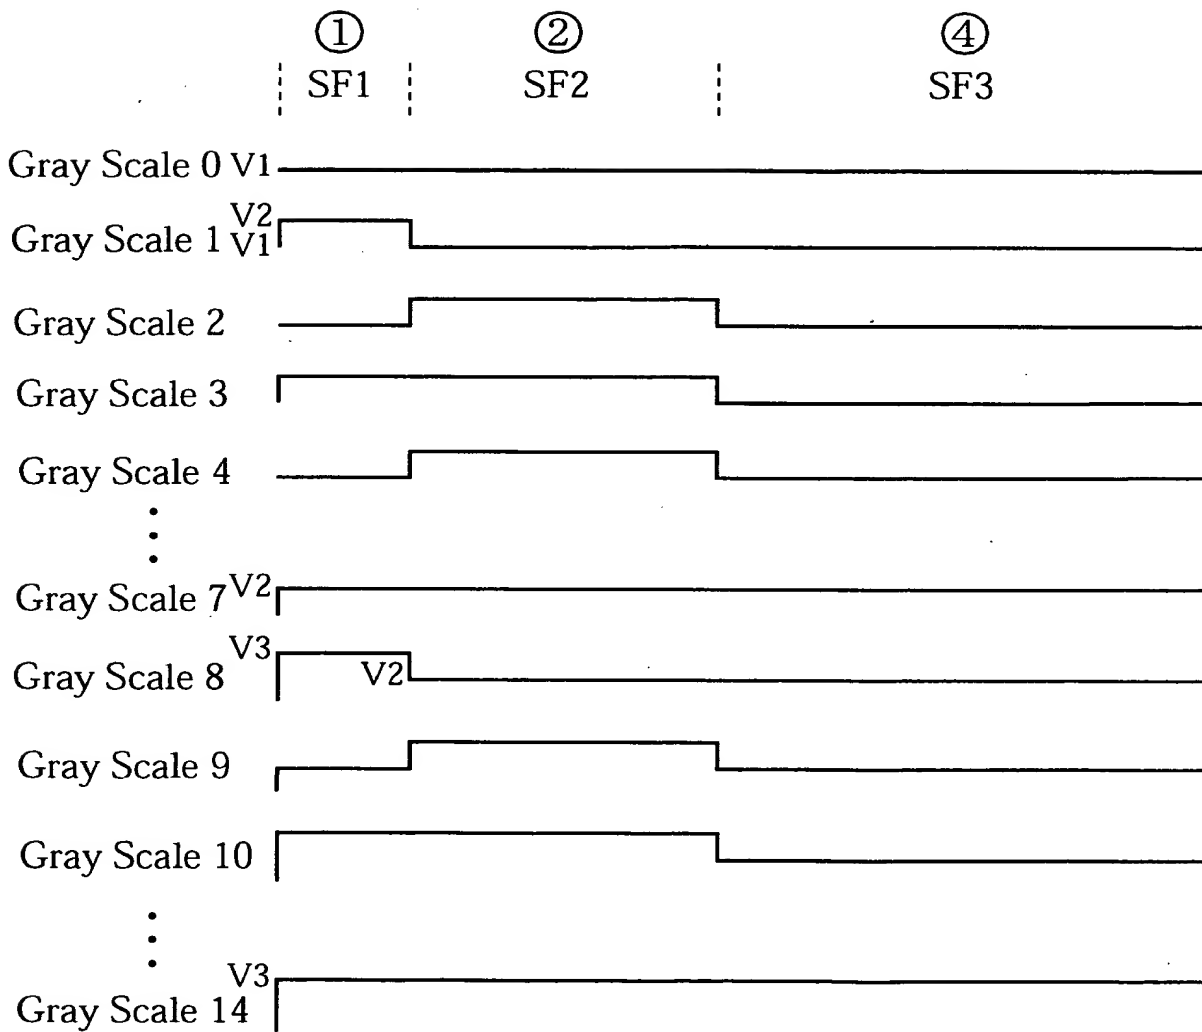 ① ② ④
SF1 SF2 SF3
Gray Scale 0 V1
V2
Gray Scale 1 V1
Gray Scale 2
Gray Scale 3
Gray Scale 4
Gray Scale 7 V2
V3
Gray Scale 8 V2
Gray Scale 9
Gray Scale 10
V3
Gray Scale 14